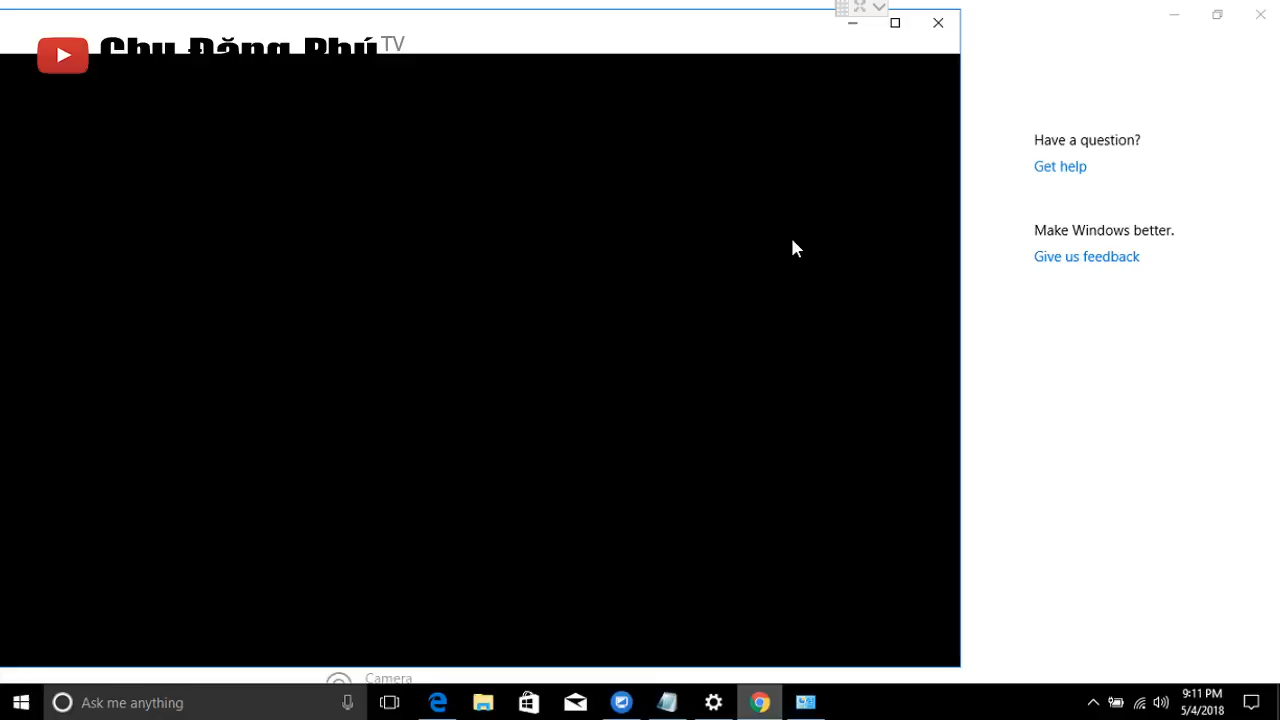 Chu Đăng Phú TV
Have a question?
Get help
Make Windows better.
Give us feedback
Camera
Ask me anything
9:11 PM
5/4/2018